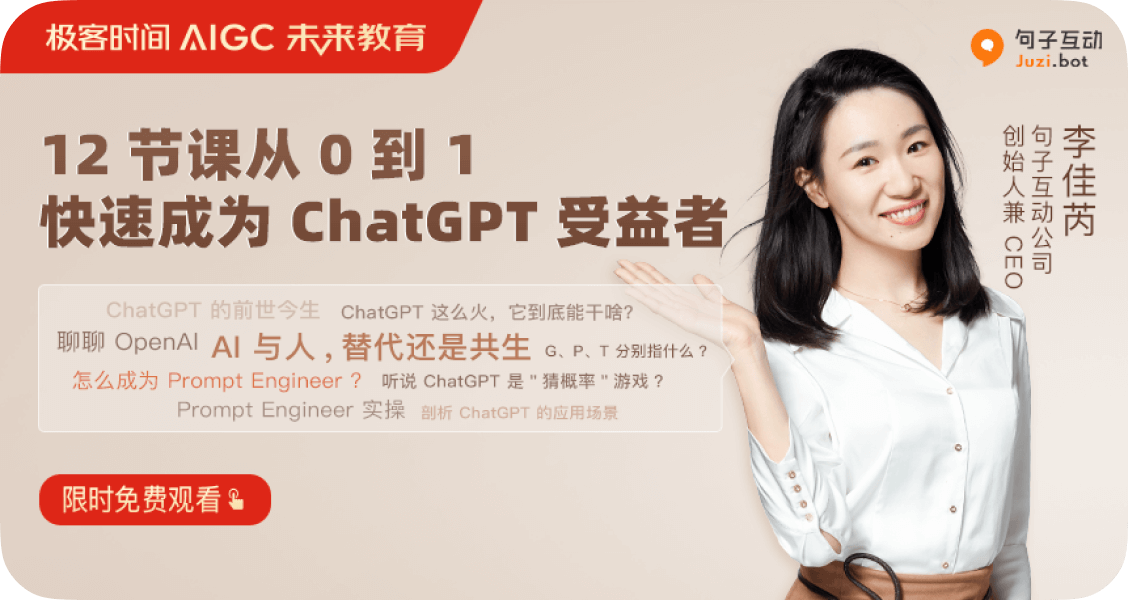 极客时间 AIGC 未来教育
句子互动
Juzi.bot
12 节课从 0 到 1
快速成为 ChatGPT 受益者
李佳芮
句子互动公司
创始人兼 CEO
ChatGPT 的前世今生 ChatGPT 这么火，它到底能干啥？
聊聊 OpenAI AI 与人，替代还是共生 G、P、T 分别指什么？
怎么成为 Prompt Engineer ？ 听说 ChatGPT 是 " 猜概率 " 游戏？
Prompt Engineer 实操 剖析 ChatGPT 的应用场景
限时免费观看